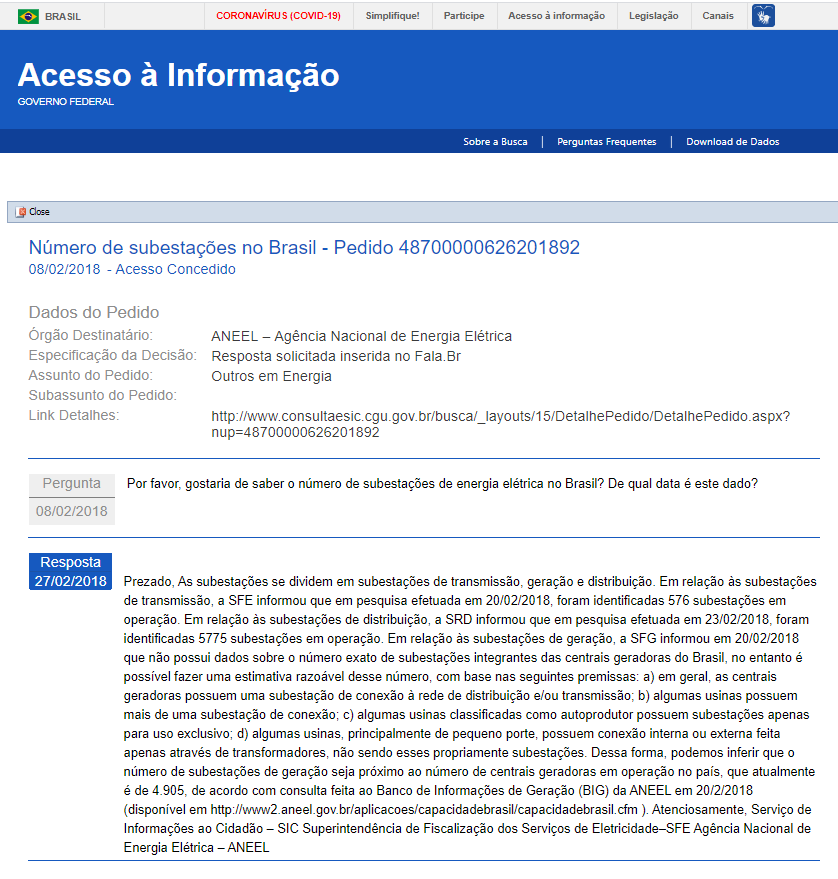 BRASIL
CORONAVÍRUS (COVID-19)
Simplifique!
Participe
Acesso à informação
Legislação
Canais
Acesso à Informação
GOVERNO FEDERAL
Sobre a Busca
Perguntas Frequentes
Download de Dados
Close
Número de subestações no Brasil - Pedido 48700000626201892
08/02/2018 - Acesso Concedido
Dados do Pedido
Órgão Destinatário: ANEEL – Agência Nacional de Energia Elétrica
Especificação da Decisão: Resposta solicitada inserida no Fala.Br
Assunto do Pedido: Outros em Energia
Subassunto do Pedido:
Link Detalhes: http://www.consultaesic.cgu.gov.br/busca/_layouts/15/DetalhePedido/DetalhePedido.aspx?
nup=48700000626201892
Pergunta
08/02/2018
Por favor, gostaria de saber o número de subestações de energia elétrica no Brasil? De qual data é este dado?
Resposta
27/02/2018
Prezado, As subestações se dividem em subestações de transmissão, geração e distribuição. Em relação às subestações
de transmissão, a SFE informou que em pesquisa efetuada em 20/02/2018, foram identificadas 576 subestações em
operação. Em relação às subestações de distribuição, a SRD informou que em pesquisa efetuada em 23/02/2018, foram
identificadas 5775 subestações em operação. Em relação às subestações de geração, a SFG informou em 20/02/2018
que não possui dados sobre o número exato de subestações integrantes das centrais geradoras do Brasil, no entanto é
possível fazer uma estimativa razoável desse número, com base nas seguintes premissas: a) em geral, as centrais
geradoras possuem uma subestação de conexão à rede de distribuição e/ou transmissão; b) algumas usinas possuem
mais de uma subestação de conexão; c) algumas usinas classificadas como autoprodutor possuem subestações apenas
para uso exclusivo; d) algumas usinas, principalmente de pequeno porte, possuem conexão interna ou externa feita
apenas através de transformadores, não sendo esses propriamente subestações. Dessa forma, podemos inferir que o
número de subestações de geração seja próximo ao número de centrais geradoras em operação no país, que atualmente
é de 4.905, de acordo com consulta feita ao Banco de Informações de Geração (BIG) da ANEEL em 20/2/2018
(disponível em http://www2.aneel.gov.br/aplicacoes/capacidadebrasil/capacidadebrasil.cfm ). Atenciosamente, Serviço de
Informações ao Cidadão – SIC Superintendência de Fiscalização dos Serviços de Eletricidade–SFE Agência Nacional de
Energia Elétrica – ANEEL